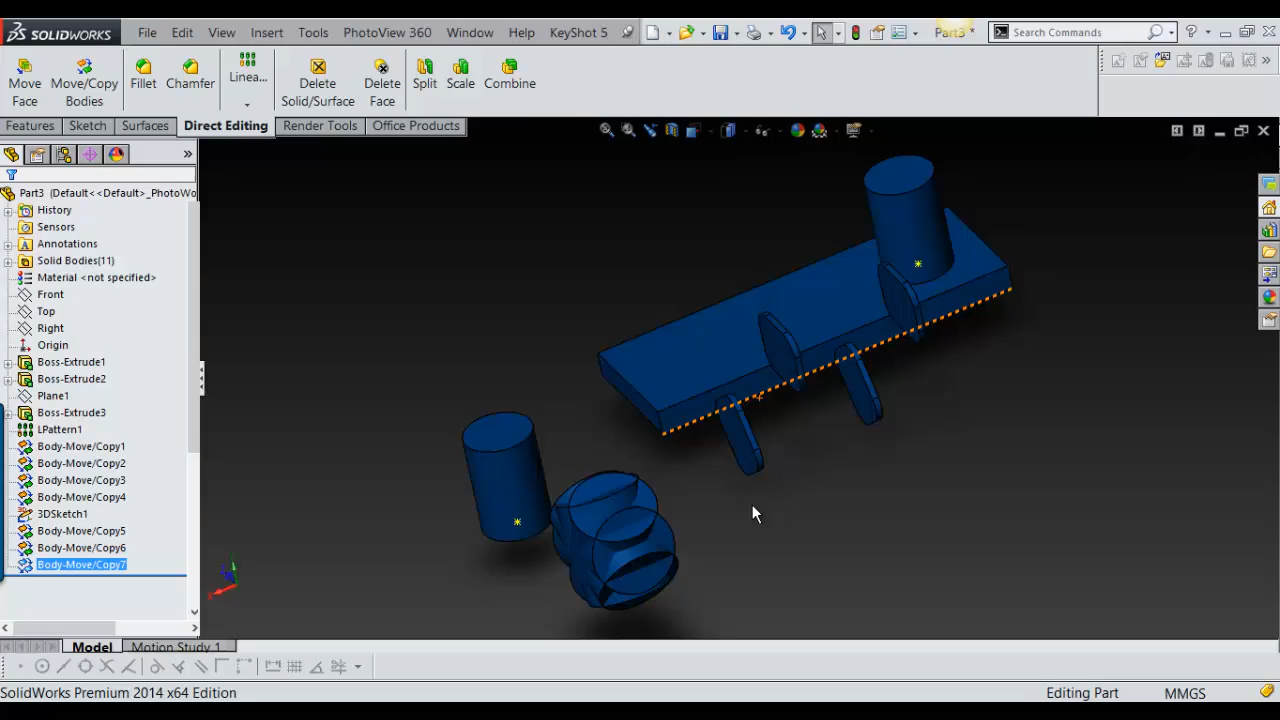 SOLIDWORKS File Edit View Insert Tools PhotoView 360 Window Help KeyShot 5 Part3 * Search Commands ?
Move Face Move/Copy Bodies Fillet Chamfer Linea... Delete Solid/Surface Delete Face Split Scale Combine
Features Sketch Surfaces Direct Editing Render Tools Office Products
Part3 (Default<<Default>_PhotoWo
History
Sensors
Annotations
Solid Bodies(11)
Material <not specified>
Front
Top
Right
Origin
Boss-Extrude1
Boss-Extrude2
Plane1
Boss-Extrude3
LPattern1
Body-Move/Copy1
Body-Move/Copy2
Body-Move/Copy3
Body-Move/Copy4
3DSketch1
Body-Move/Copy5
Body-Move/Copy6
Body-Move/Copy7
Model Motion Study 1
SolidWorks Premium 2014 x64 Edition Editing Part MMGS